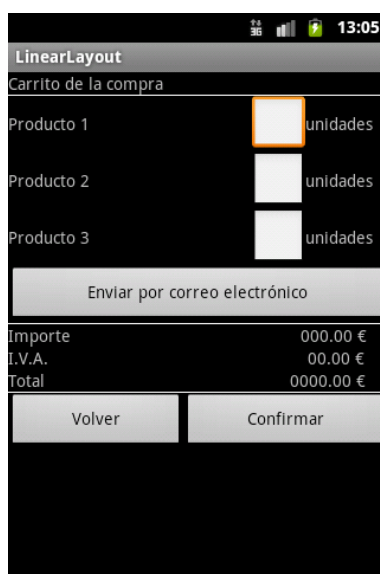 3G 13:05
LinearLayout
Carrito de la compra
Producto 1 unidades
Producto 2 unidades
Producto 3 unidades
Enviar por correo electrónico
Importe 000.00 €
I.V.A. 00.00 €
Total 0000.00 €
Volver Confirmar